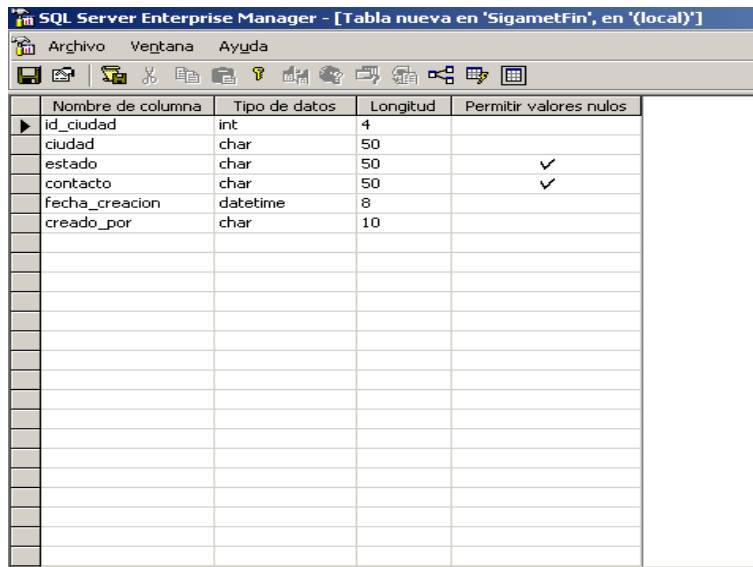 SQL Server Enterprise Manager - [Tabla nueva en 'SigametFin', en '(local)']
Archivo Ventana Ayuda
Nombre de columna Tipo de datos Longitud Permitir valores nulos
id_ciudad int 4
ciudad char 50
estado char 50
contacto char 50
fecha_creacion datetime 8
creado_por char 10